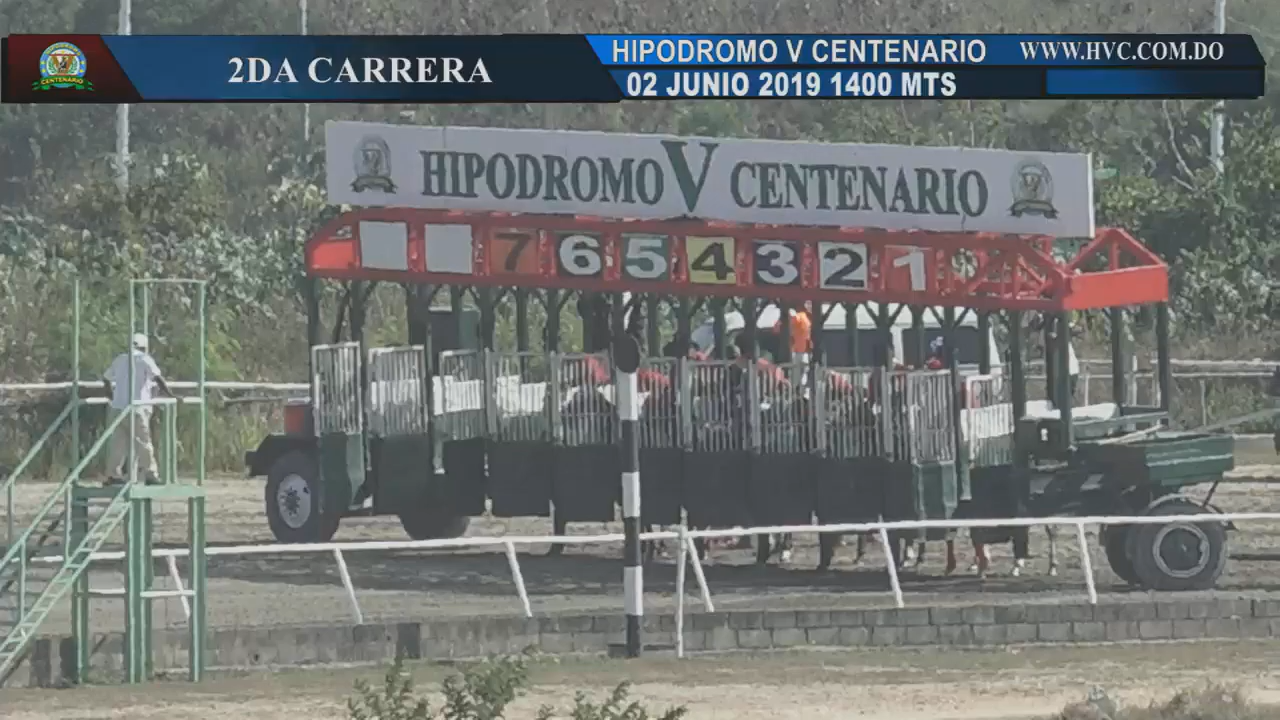 2DA CARRERA
HIPODROMO V CENTENARIO
WWW.HVC.COM.DO
02 JUNIO 2019 1400 MTS
CENTENARIO
HIPODROMO V CENTENARIO
7 6 5 4 3 2 1